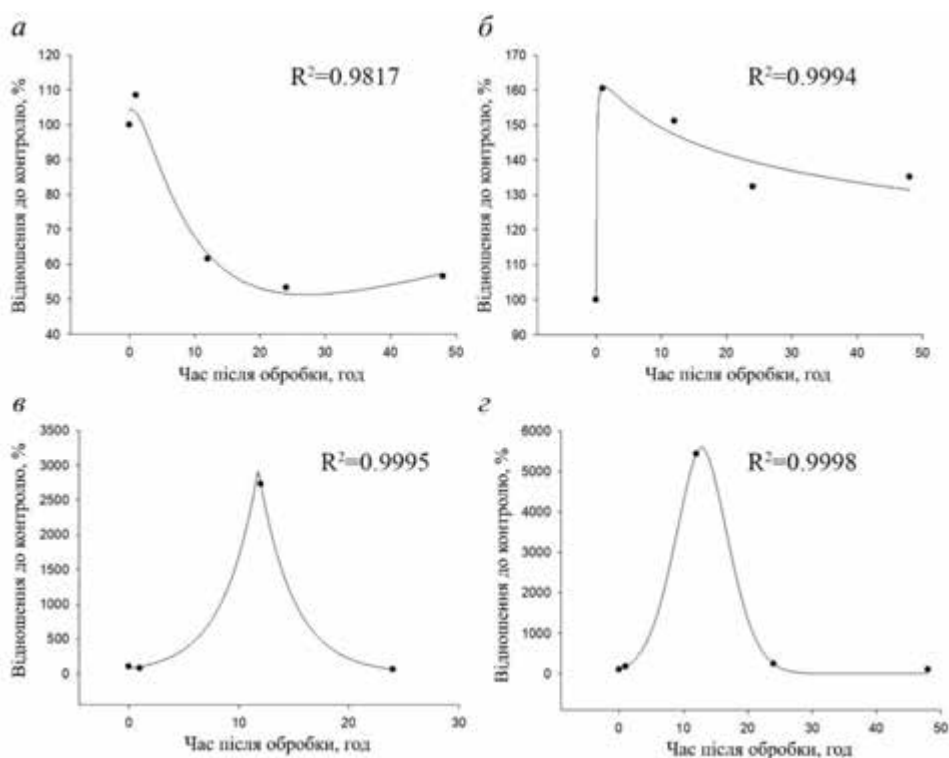 а
R²=0.9817
Відношення до контролю, %
120
110
100
90
80
70
60
50
40
0 10 20 30 40 50
Час після обробки, год
б
R²=0.9994
Відношення до контролю, %
170
160
150
140
130
120
110
100
90
0 10 20 30 40 50
Час після обробки, год
в
R²=0.9995
Відношення до контролю, %
3500
3000
2500
2000
1500
1000
500
0
0 10 20 30
Час після обробки, год
г
R²=0.9998
Відношення до контролю, %
6000
5000
4000
3000
2000
1000
0
0 10 20 30 40 50
Час після обробки, год